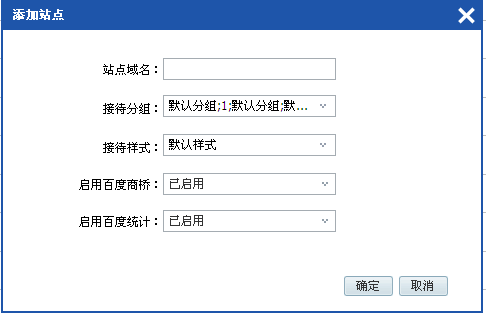 添加站点
站点域名：
接待分组： 默认分组;1;默认分组;默...
接待样式： 默认样式
启用百度商桥： 已启用
启用百度统计： 已启用
确定 取消